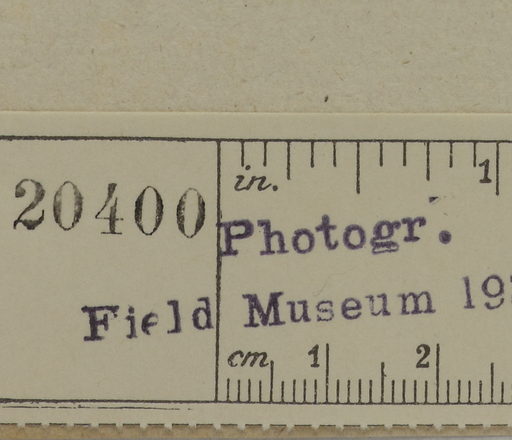 in. 1
20400
Photogr.
Field Museum
cm 1 2